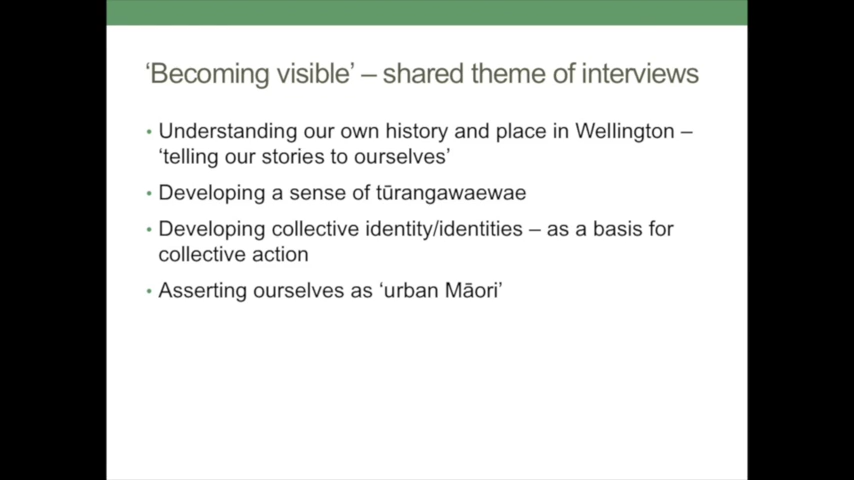 ‘Becoming visible’ – shared theme of interviews
• Understanding our own history and place in Wellington –
‘telling our stories to ourselves’
• Developing a sense of tūrangawaewae
• Developing collective identity/identities – as a basis for
collective action
• Asserting ourselves as ‘urban Māori’